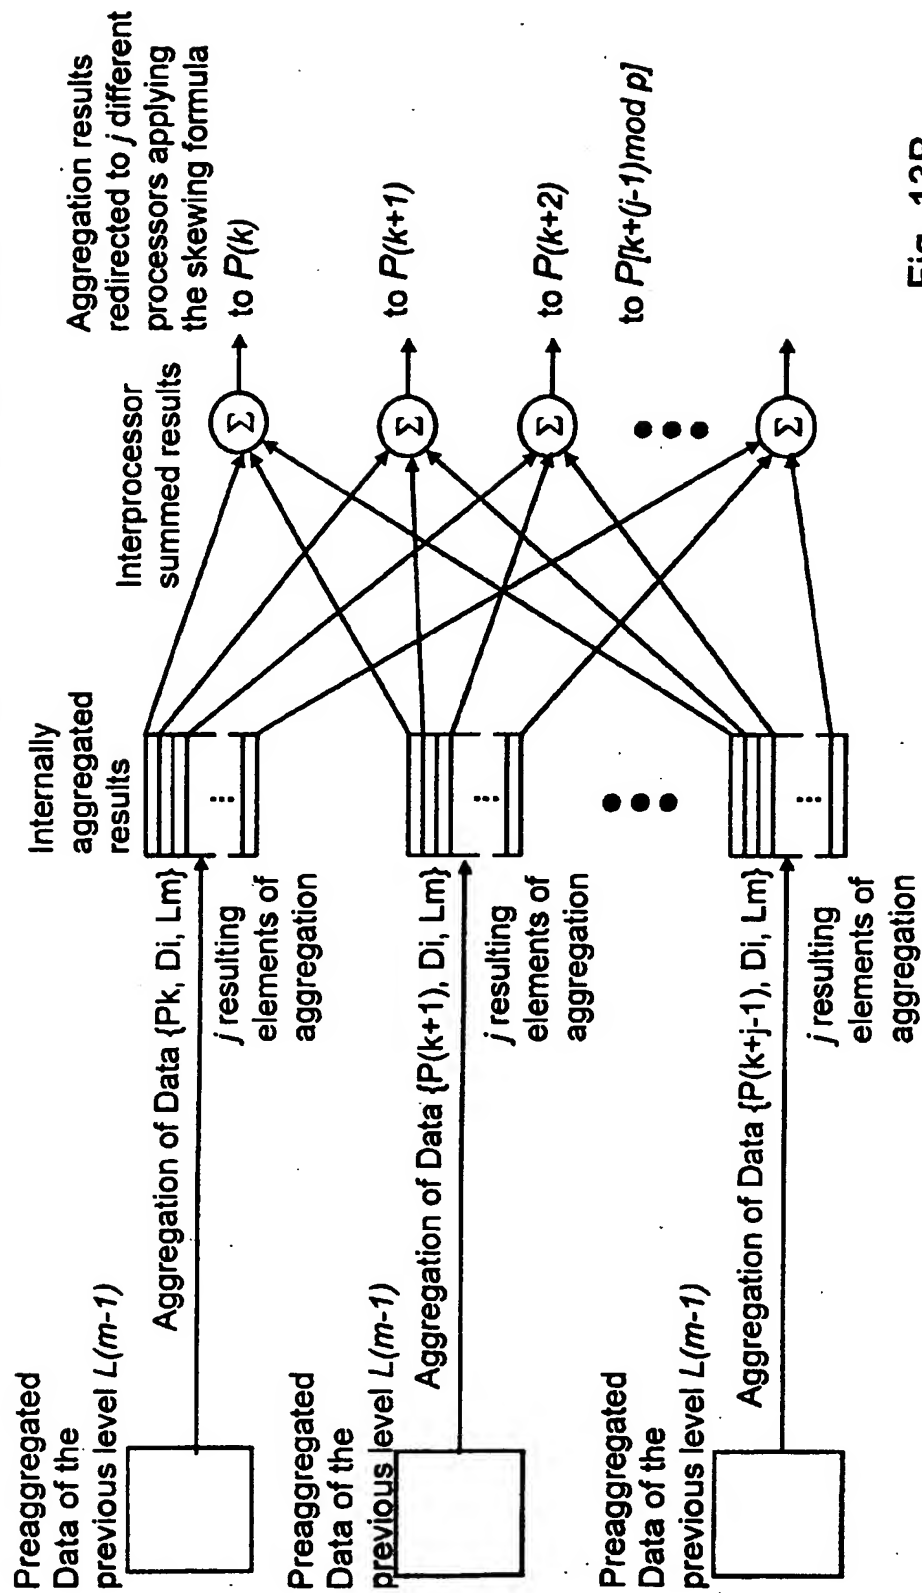 Preaggregated
Data of the
previous level L(m-1)
Aggregation of Data {Pk, Di, Lm}
Internally
aggregated
results
j resulting
elements of
aggregation
Interprocessor
summed results
Aggregation results
redirected to j different
processors applying
the skewing formula
Σ
to P(k)
Preaggregated
Data of the
previous level L(m-1)
Aggregation of Data {P(k+1), Di, Lm}
j resulting
elements of
aggregation
Σ
to P(k+1)
Σ
to P(k+2)
to P[k+(j-1)mod p]
Preaggregated
Data of the
previous level L(m-1)
Aggregation of Data {P(k+j-1), Di, Lm}
j resulting
elements of
aggregation
Σ
Fig. 13B